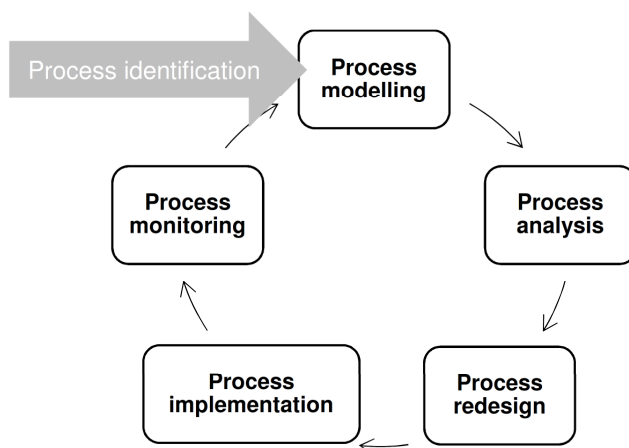 Process identification
Process
modelling
Process
analysis
Process
redesign
Process
implementation
Process
monitoring